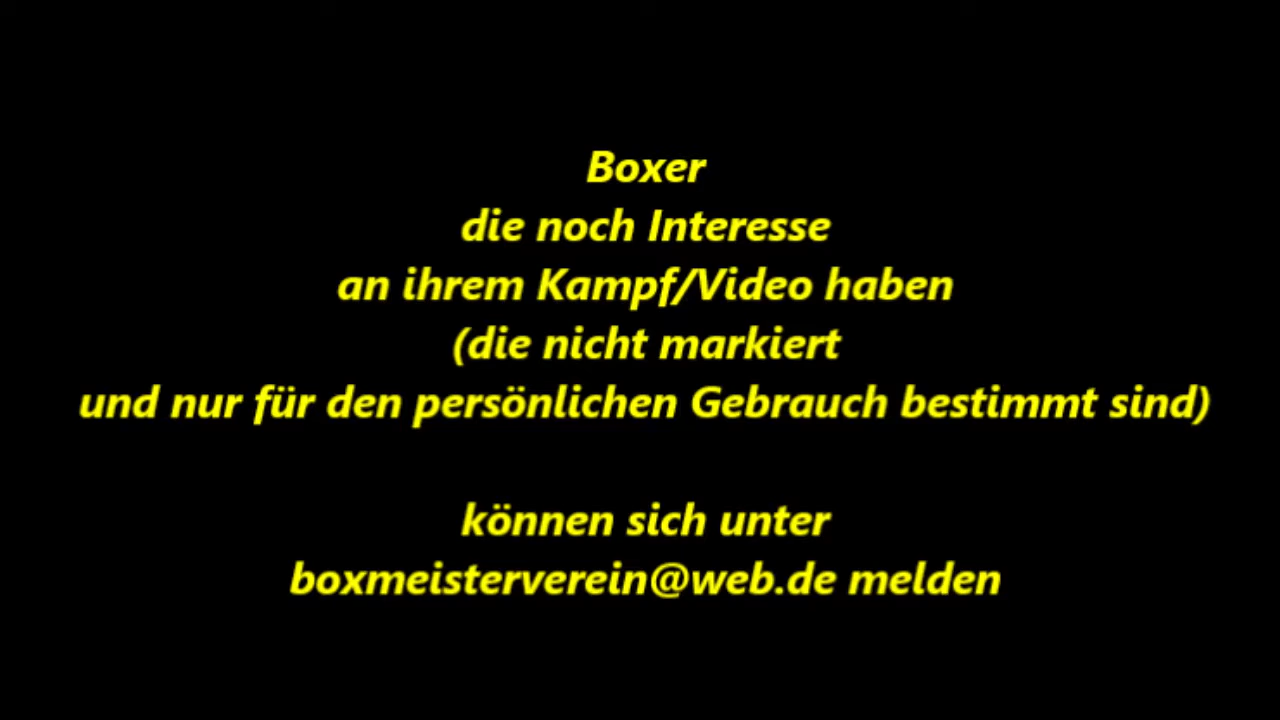 Boxer
die noch Interesse
an ihrem Kampf/Video haben
(die nicht markiert
und nur für den persönlichen Gebrauch bestimmt sind)
können sich unter
boxmeisterverein@web.de melden